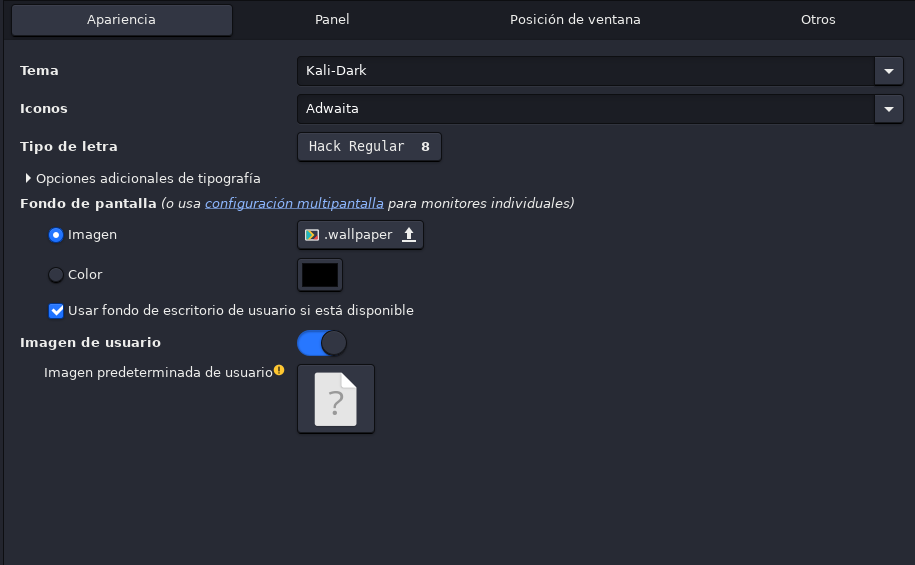 Apariencia Panel Posición de ventana Otros
Tema Kali-Dark
Iconos Adwaita
Tipo de letra Hack Regular 8
Opciones adicionales de tipografía
Fondo de pantalla (o usa configuración multipantalla para monitores individuales)
Imagen .wallpaper
Color
Usar fondo de escritorio de usuario si está disponible
Imagen de usuario
Imagen predeterminada de usuario